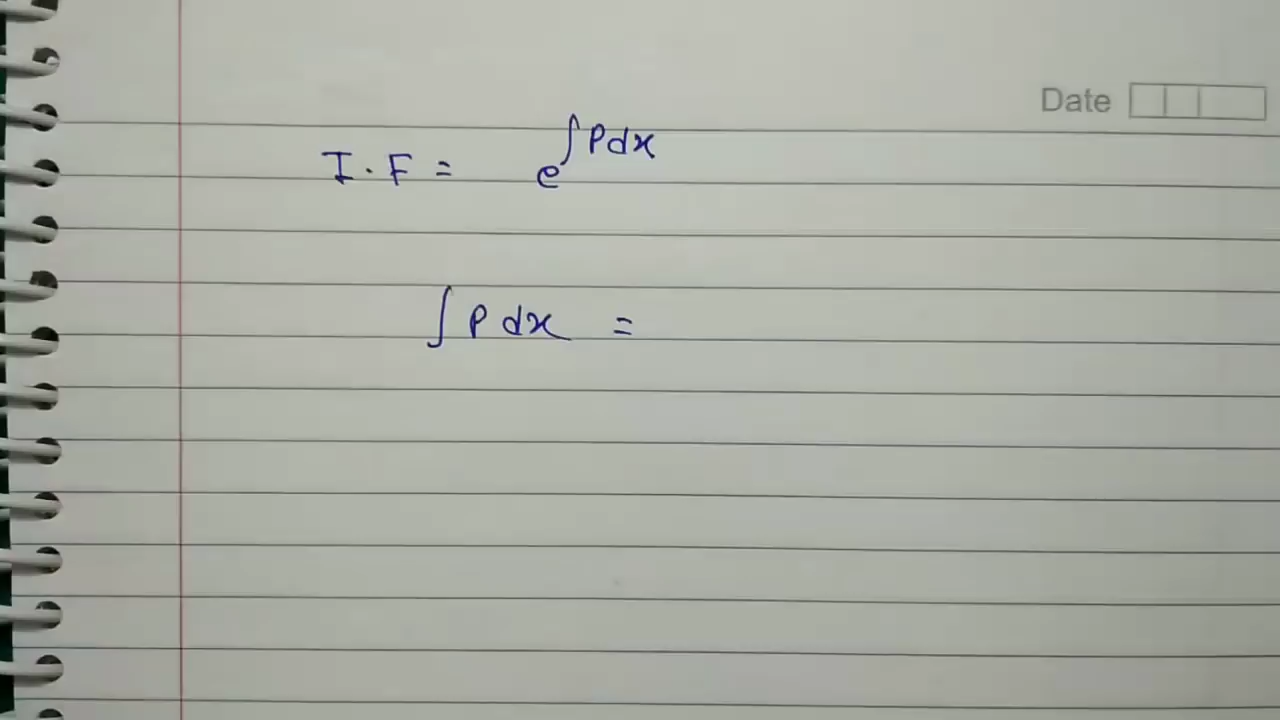 Date
I.F = e^∫Pdx
∫P dx =